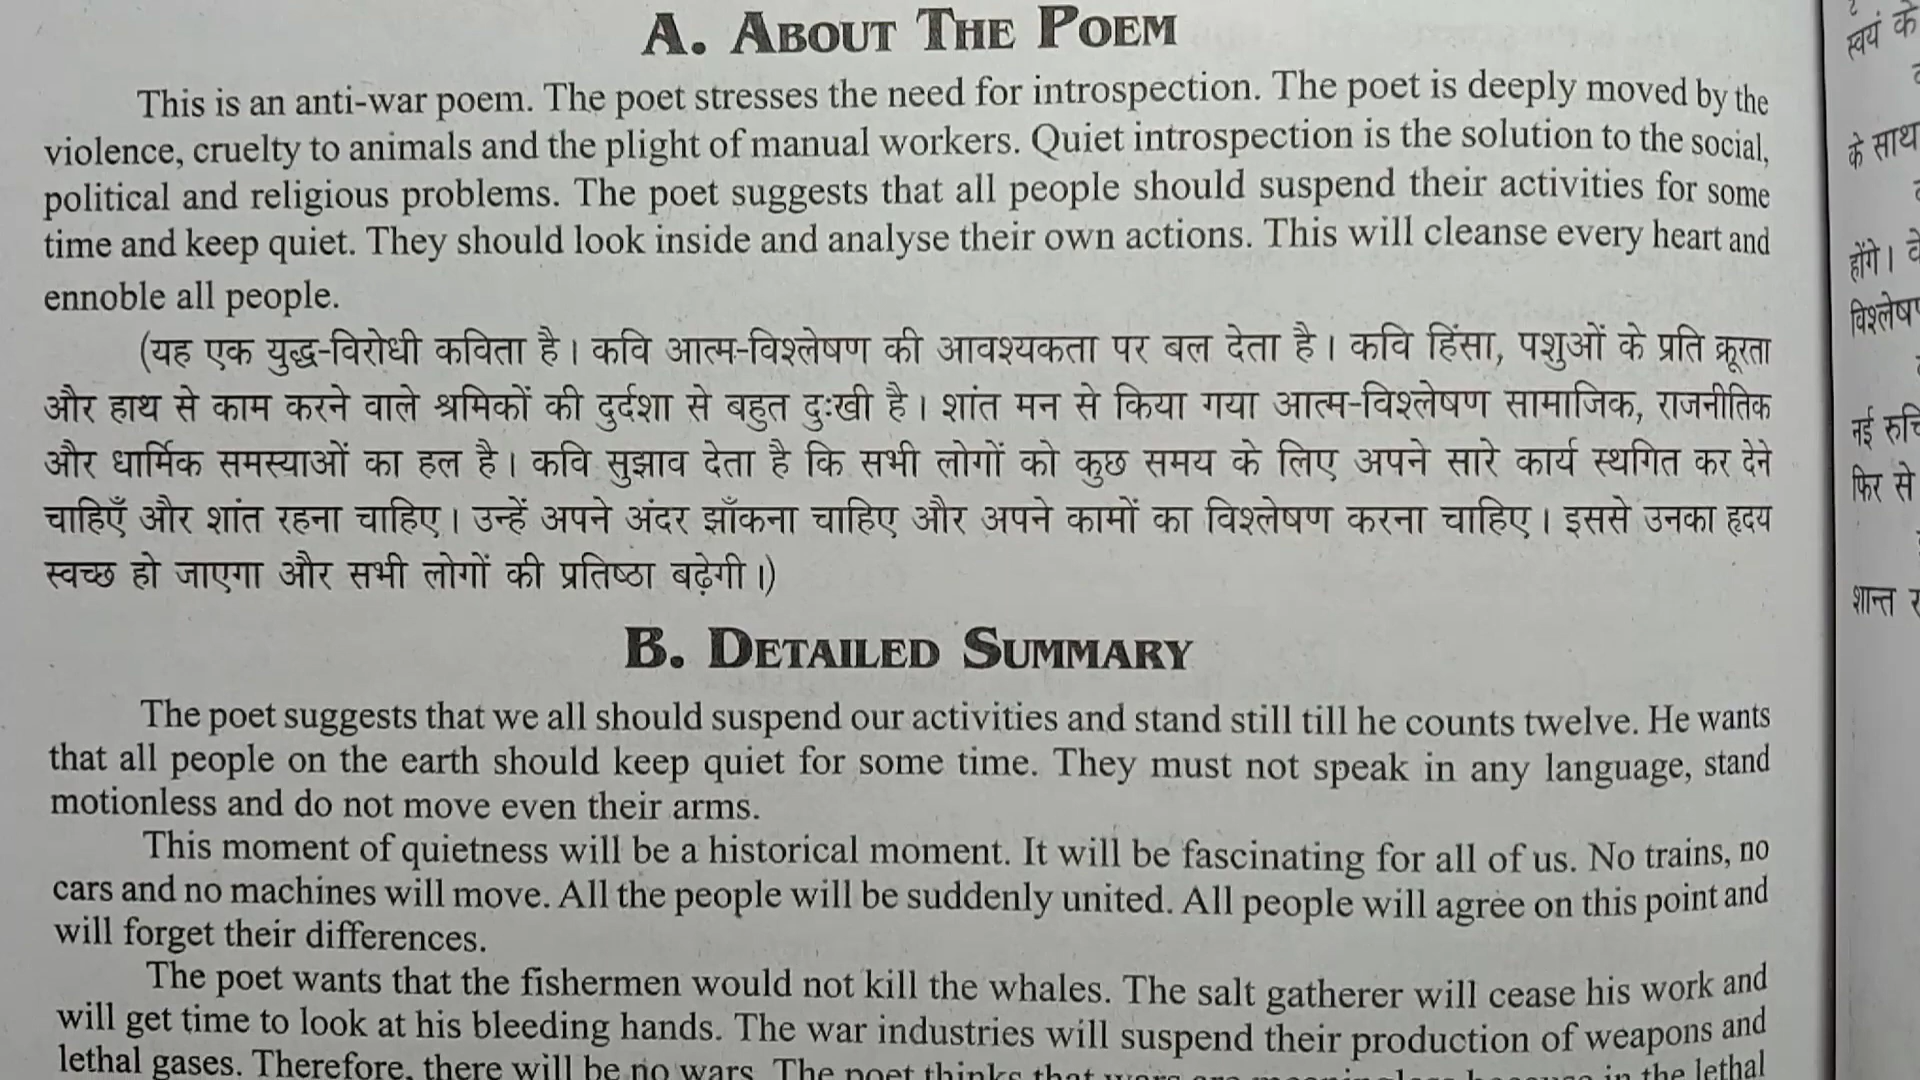 A. ABOUT THE POEM
This is an anti-war poem. The poet stresses the need for introspection. The poet is deeply moved by the
violence, cruelty to animals and the plight of manual workers. Quiet introspection is the solution to the social,
political and religious problems. The poet suggests that all people should suspend their activities for some
time and keep quiet. They should look inside and analyse their own actions. This will cleanse every heart and
ennoble all people.
(यह एक युद्ध-विरोधी कविता है। कवि आत्म-विश्लेषण की आवश्यकता पर बल देता है। कवि हिंसा, पशुओं के प्रति क्रूरता
और हाथ से काम करने वाले श्रमिकों की दुर्दशा से बहुत दुःखी है। शांत मन से किया गया आत्म-विश्लेषण सामाजिक, राजनीतिक
और धार्मिक समस्याओं का हल है। कवि सुझाव देता है कि सभी लोगों को कुछ समय के लिए अपने सारे कार्य स्थगित कर देने
चाहिएँ और शांत रहना चाहिए। उन्हें अपने अंदर झाँकना चाहिए और अपने कामों का विश्लेषण करना चाहिए। इससे उनका हृदय
स्वच्छ हो जाएगा और सभी लोगों की प्रतिष्ठा बढ़ेगी।)
B. DETAILED SUMMARY
The poet suggests that we all should suspend our activities and stand still till he counts twelve. He wants
that all people on the earth should keep quiet for some time. They must not speak in any language, stand
motionless and do not move even their arms.
This moment of quietness will be a historical moment. It will be fascinating for all of us. No trains, no
cars and no machines will move. All the people will be suddenly united. All people will agree on this point and
will forget their differences.
The poet wants that the fishermen would not kill the whales. The salt gatherer will cease his work and
will get time to look at his bleeding hands. The war industries will suspend their production of weapons and
lethal gases. Therefore, there will be no wars. The poet thinks that wars are meaningless because in the lethal
स्वयं के
के साथ
होंगे।
नई
फिर से
शान्त